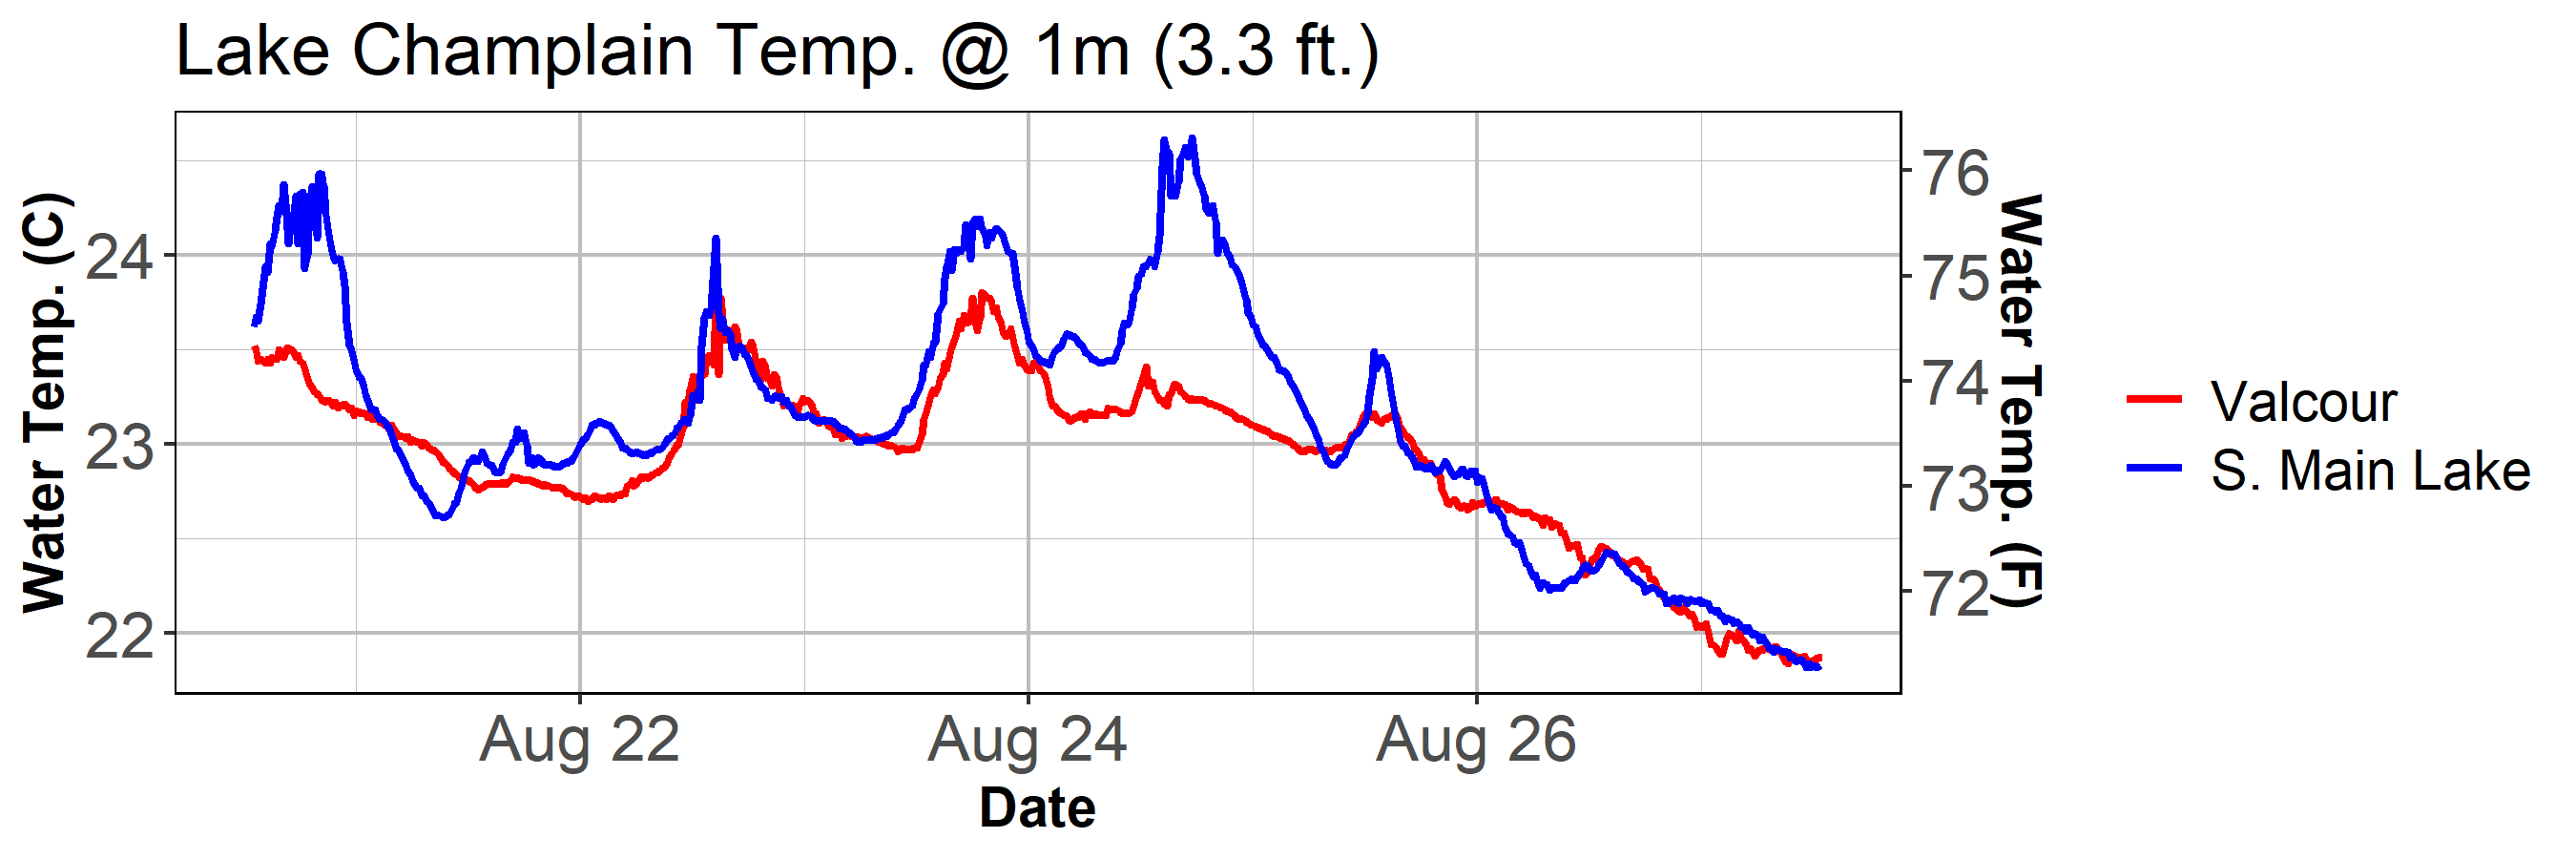 Lake Champlain Temp. @ 1m (3.3 ft.)
Water Temp. (C)
24
23
22
76
75
74
73
72
Water Temp. (F)
Aug 22
Aug 24
Aug 26
Date
Valcour
S. Main Lake